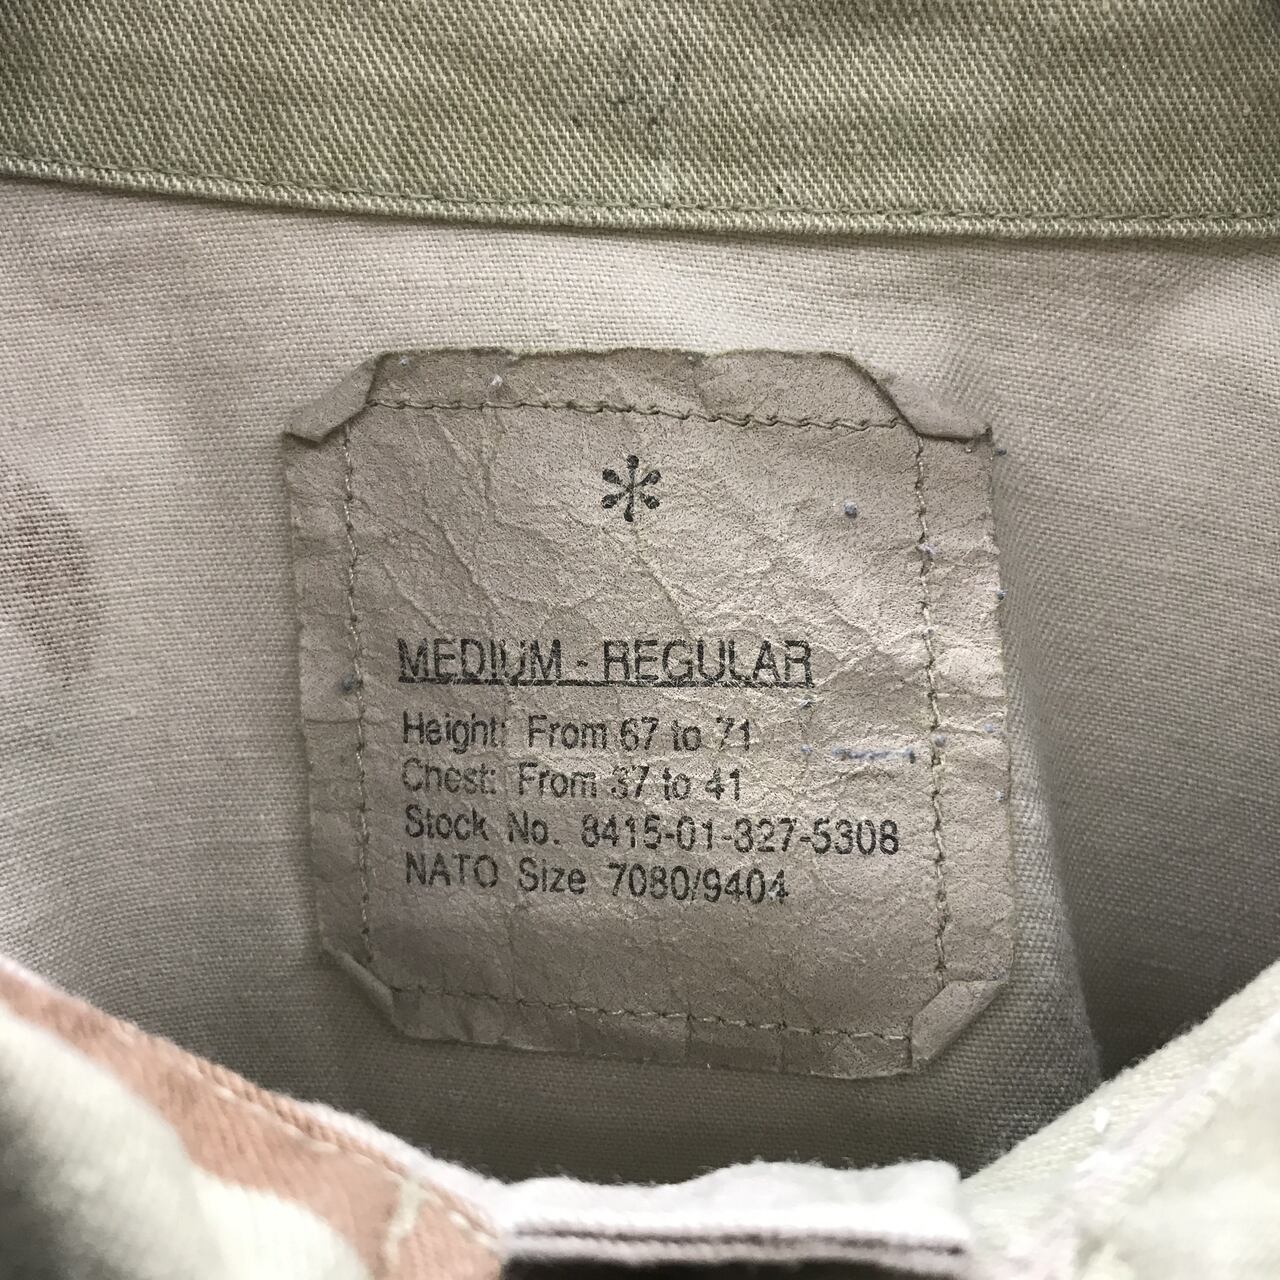 *
MEDIUM - REGULAR
Height: From 67 to 71
Chest: From 37 to 41
Stock No. 8415-01-327-5308
NATO Size 7080/9404